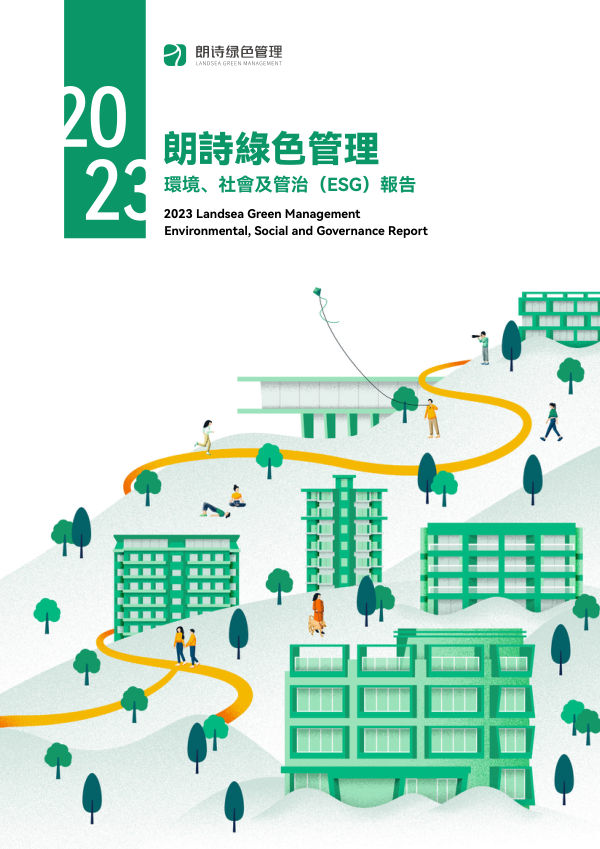 朗诗绿色管理
LANDSEA GREEN MANAGEMENT
20
23
朗詩綠色管理
環境、社會及管治（ESG）報告
2023 Landsea Green Management
Environmental, Social and Governance Report